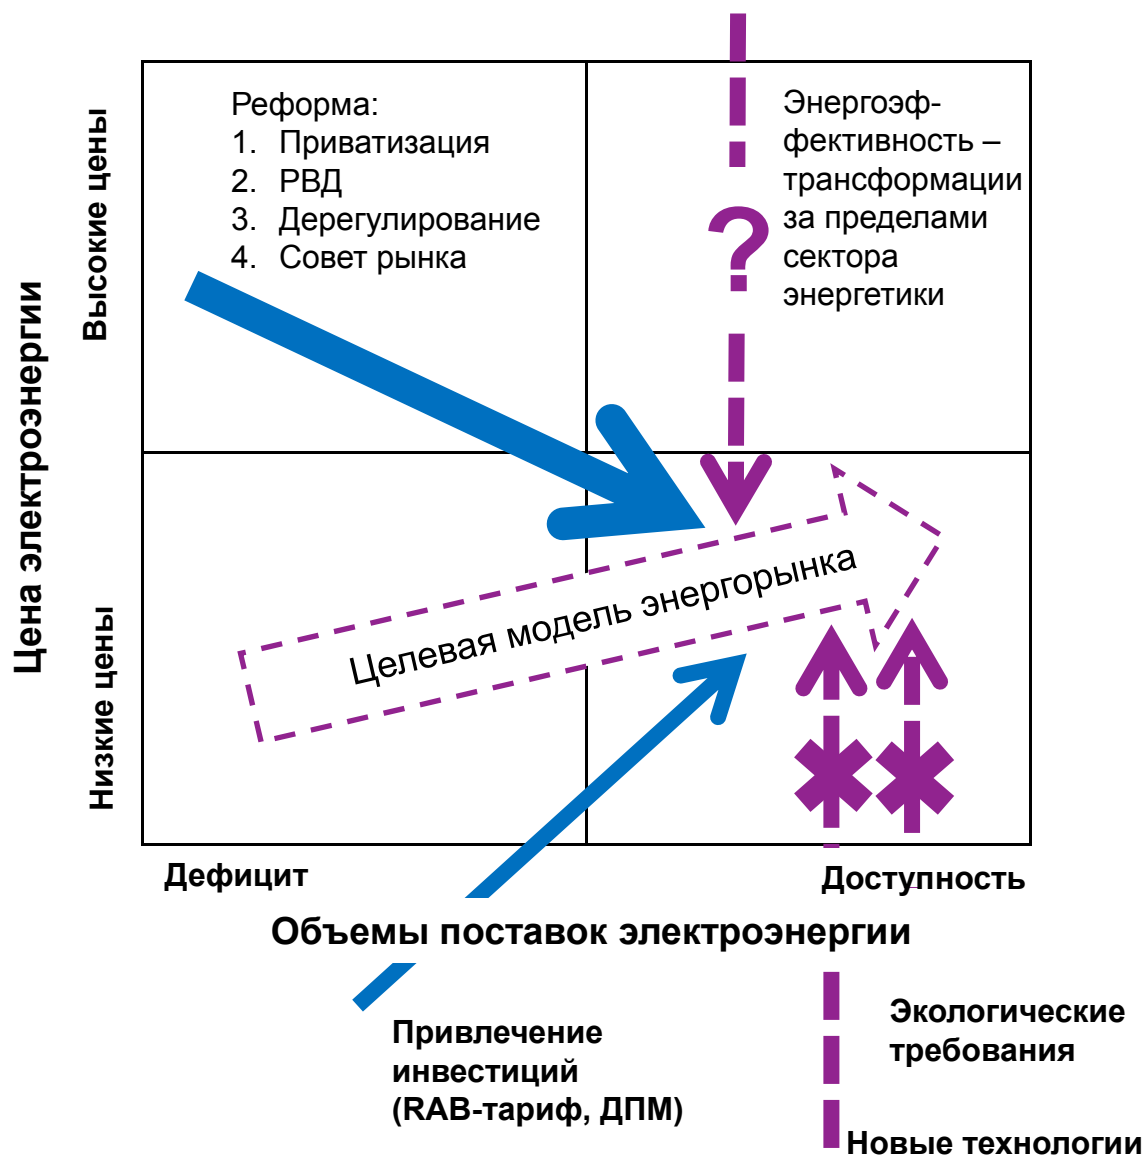 Цена электроэнергии
Высокие цены
Низкие цены
Реформа:
1. Приватизация
2. РВД
3. Дерегулирование
4. Совет рынка
Энергоэф-
фективность –
трансформации
за пределами
сектора
энергетики
?
Целевая модель энергорынка
Дефицит
Доступность
Объемы поставок электроэнергии
Привлечение
инвестиций
(RAB-тариф, ДПМ)
Экологические
требования
Новые технологии